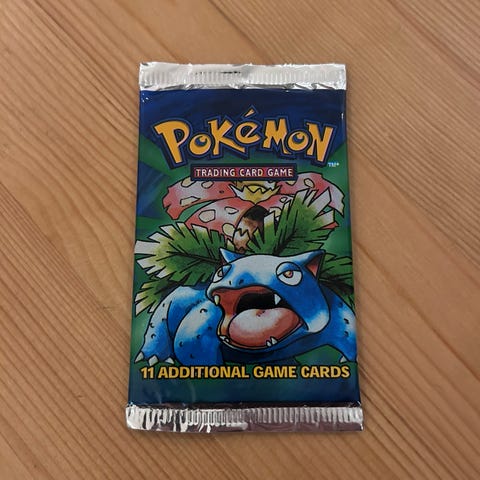 POKéMON
TM
TRADING CARD GAME
11 ADDITIONAL GAME CARDS